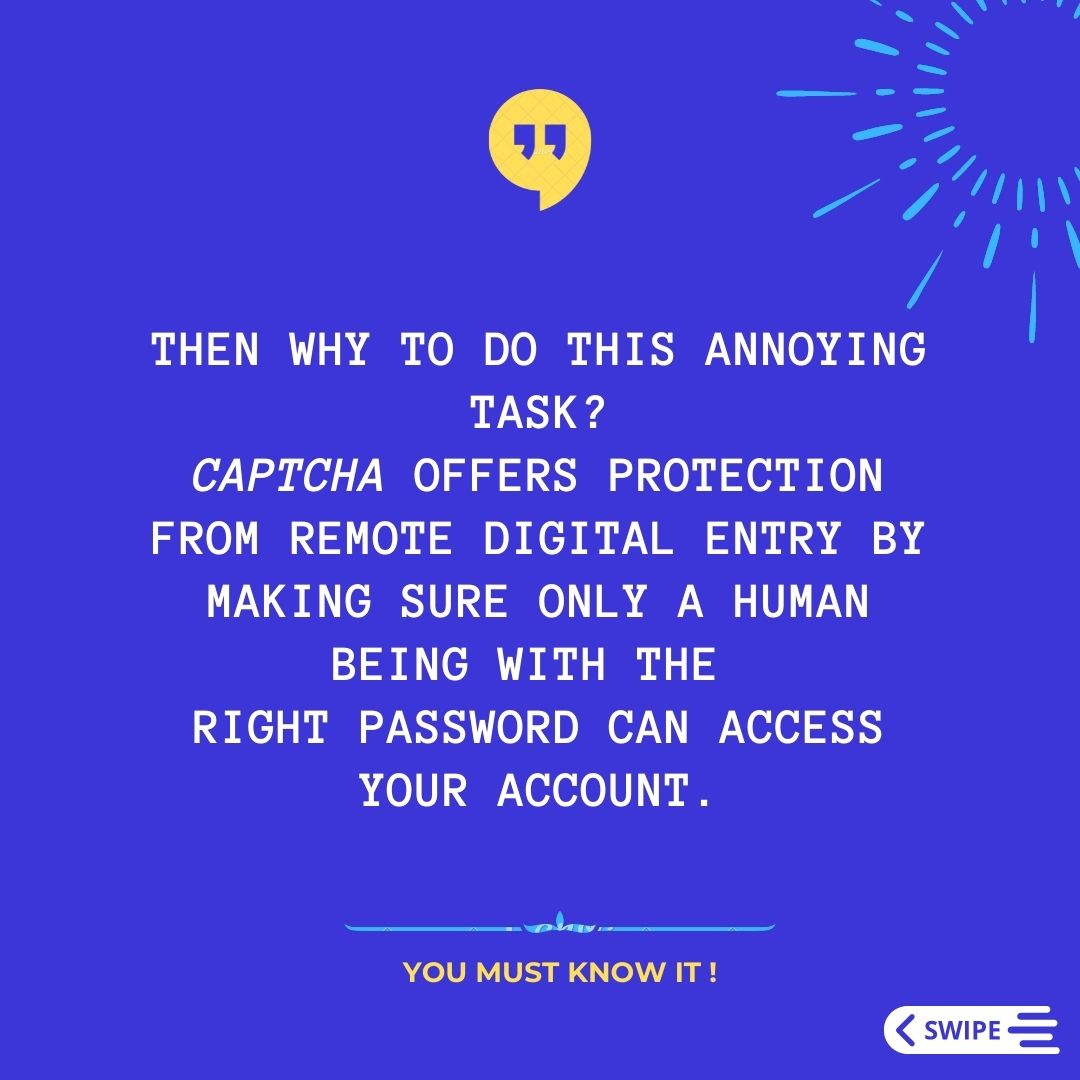 THEN WHY TO DO THIS ANNOYING
TASK?
CAPTCHA OFFERS PROTECTION
FROM REMOTE DIGITAL ENTRY BY
MAKING SURE ONLY A HUMAN
BEING WITH THE
RIGHT PASSWORD CAN ACCESS
YOUR ACCOUNT.
YOU MUST KNOW IT !
SWIPE